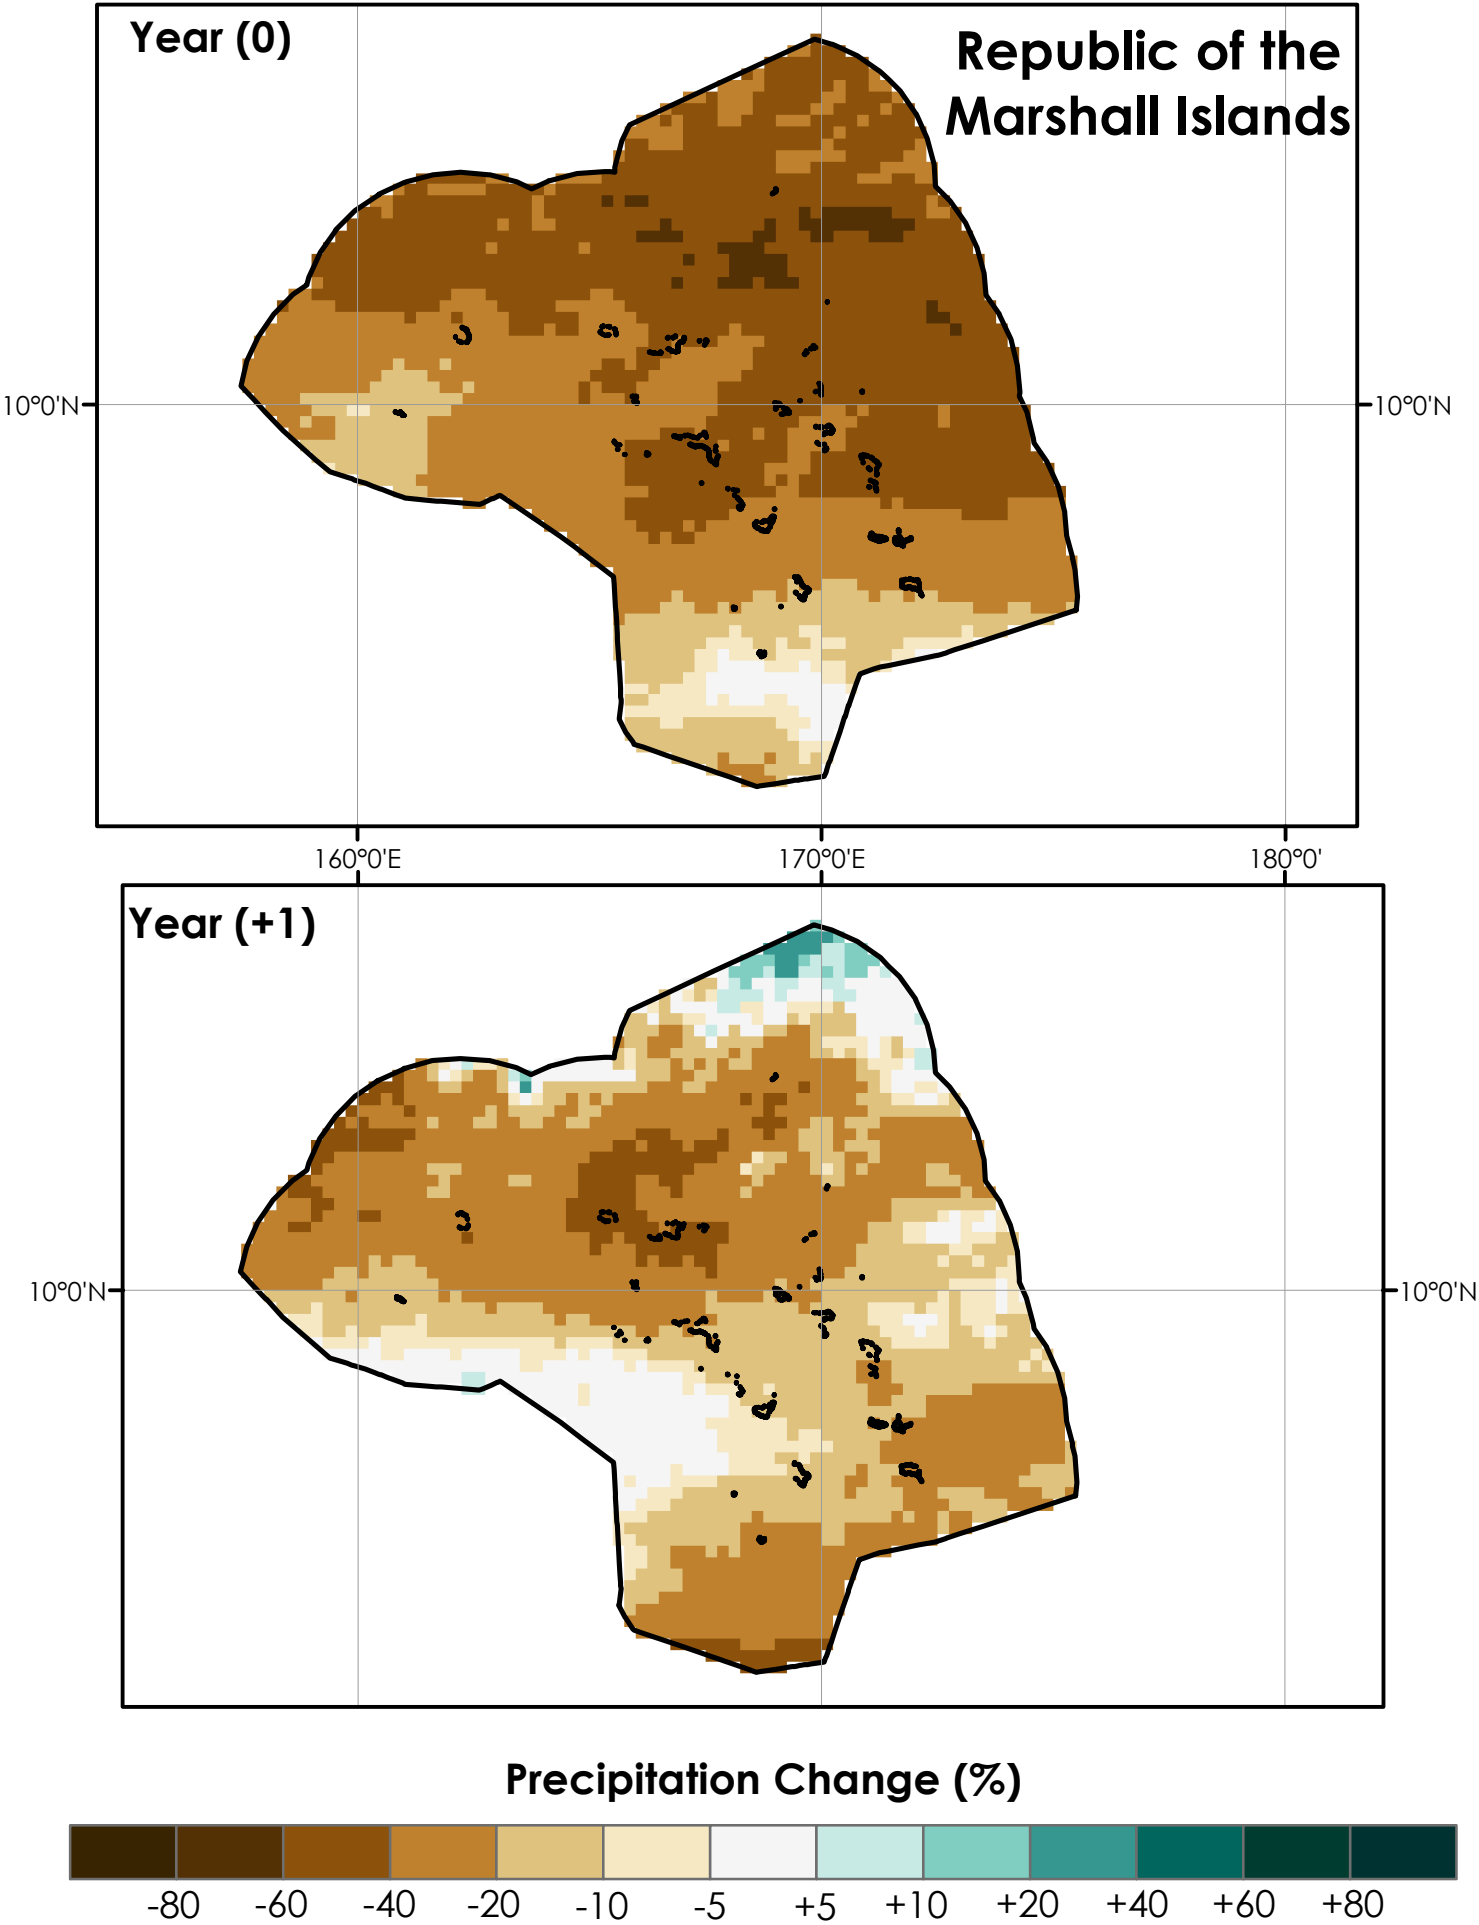 Year (0)
Republic of the
Marshall Islands
10°0'N
10°0'N
160°0'E
170°0'E
180°0'
Year (+1)
10°0'N
10°0'N
Precipitation Change (%)
-80
-60
-40
-20
-10
-5
+5
+10
+20
+40
+60
+80